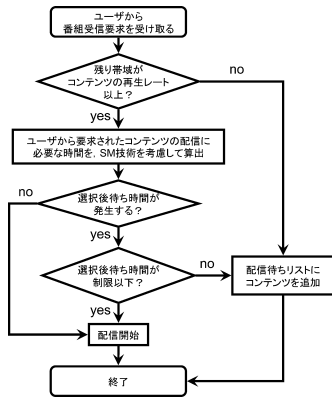 ユーザから
番組受信要求を受け取る
残り帯域が
コンテンツの再生レート
以上？
no
yes
ユーザから要求されたコンテンツの配信に
必要な時間を, SM技術を考慮して算出
no
選択後待ち時間が
発生する？
yes
選択後待ち時間が
制限以下？
no
配信待ちリストに
コンテンツを追加
yes
配信開始
終了